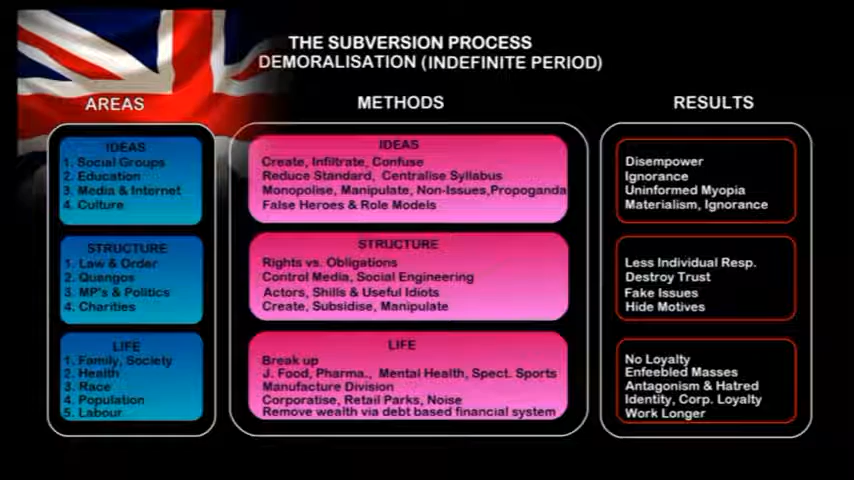 THE SUBVERSION PROCESS
DEMORALISATION (INDEFINITE PERIOD)
AREAS
METHODS
RESULTS
IDEAS
1. Social Groups
2. Education
3. Media & Internet
4. Culture
IDEAS
Create, Infiltrate, Confuse
Reduce Standard, Centralise Syllabus
Monopolise, Manipulate, Non-Issues,Propoganda
False Heroes & Role Models
Disempower
Ignorance
Uninformed Myopia
Materialism, Ignorance
STRUCTURE
1. Law & Order
2. Quangos
3. MP's & Politics
4. Charities
STRUCTURE
Rights vs. Obligations
Control Media, Social Engineering
Actors, Shills & Useful Idiots
Create, Subsidise, Manipulate
Less Individual Resp.
Destroy Trust
Fake Issues
Hide Motives
LIFE
1. Family, Society
2. Health
3. Race
4. Population
5. Labour
LIFE
Break up
J. Food, Pharma., Mental Health, Spect. Sports
Manufacture Division
Corporatise, Retail Parks, Noise
Remove wealth via debt based financial system
No Loyalty
Enfeebled Masses
Antagonism & Hatred
Identity, Corp. Loyalty
Work Longer